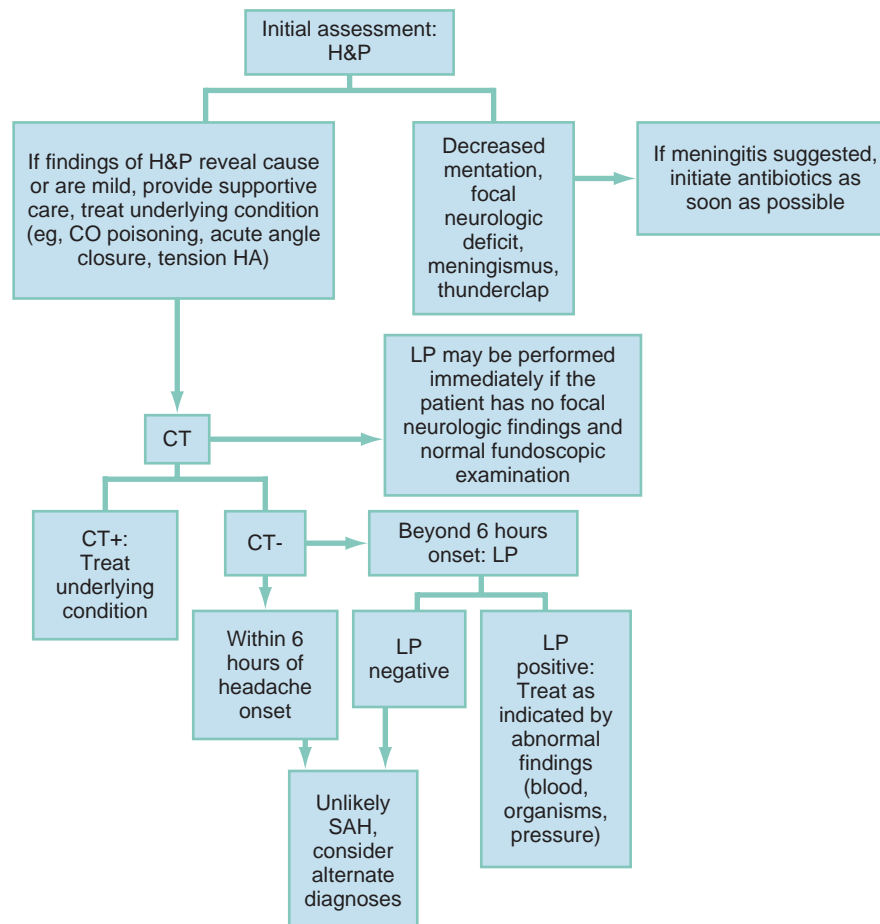 Initial assessment:
H&P
If findings of H&P reveal cause
or are mild, provide supportive
care, treat underlying condition
(eg, CO poisoning, acute angle
closure, tension HA)
Decreased
mentation,
focal
neurologic
deficit,
meningismus,
thunderclap
If meningitis suggested,
initiate antibiotics as
soon as possible
CT
LP may be performed
immediately if the
patient has no focal
neurologic findings and
normal fundoscopic
examination
CT+:
Treat
underlying
condition
CT-
Beyond 6 hours
onset: LP
Within 6
hours of
headache
onset
LP
negative
LP
positive:
Treat as
indicated by
abnormal
findings
(blood,
organisms,
pressure)
Unlikely
SAH,
consider
alternate
diagnoses